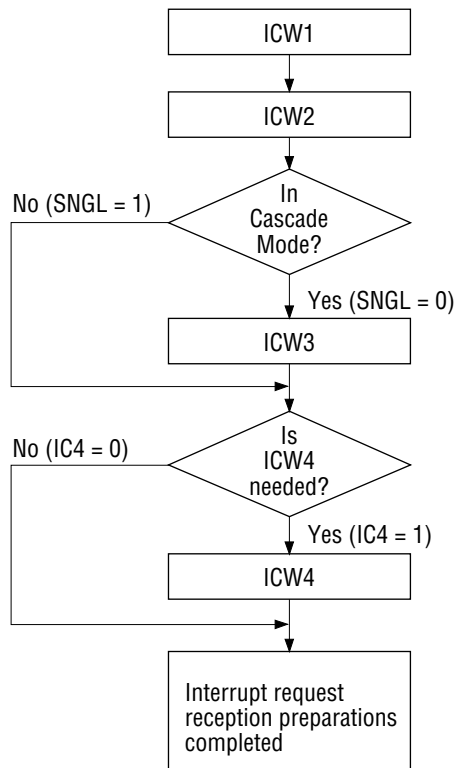 ICW1
ICW2
In
Cascade
Mode?
No (SNGL = 1)
Yes (SNGL = 0)
ICW3
Is
ICW4
needed?
No (IC4 = 0)
Yes (IC4 = 1)
ICW4
Interrupt request
reception preparations
completed